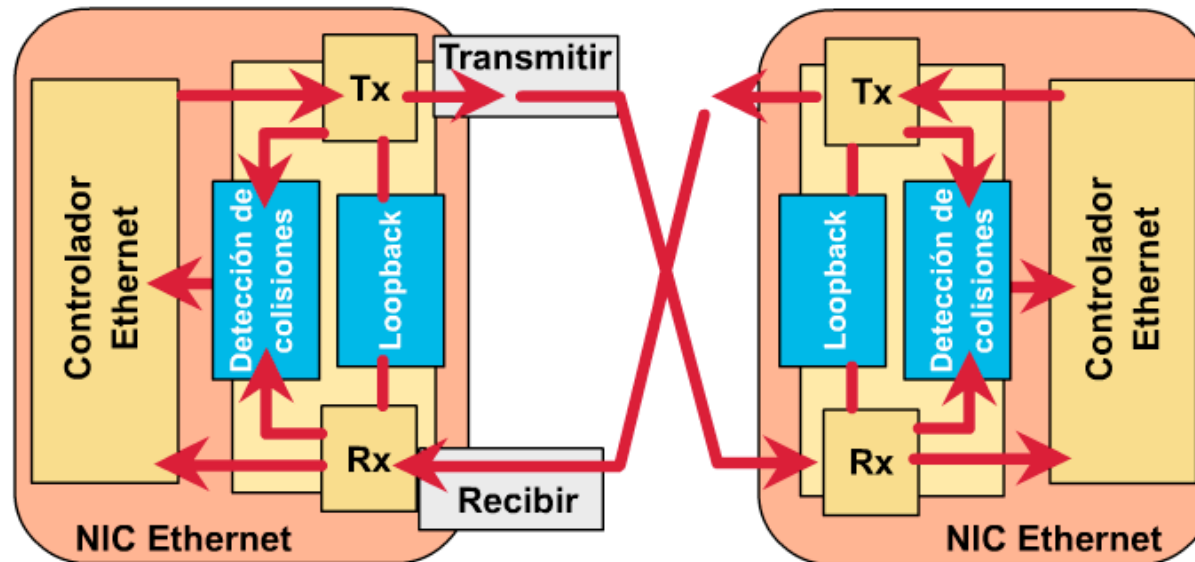 Transmitir
Tx
Tx
Controlador
Ethernet
Detección de
colisiones
Loopback
Loopback
Detección de
colisiones
Controlador
Ethernet
Rx
Rx
Recibir
NIC Ethernet
NIC Ethernet